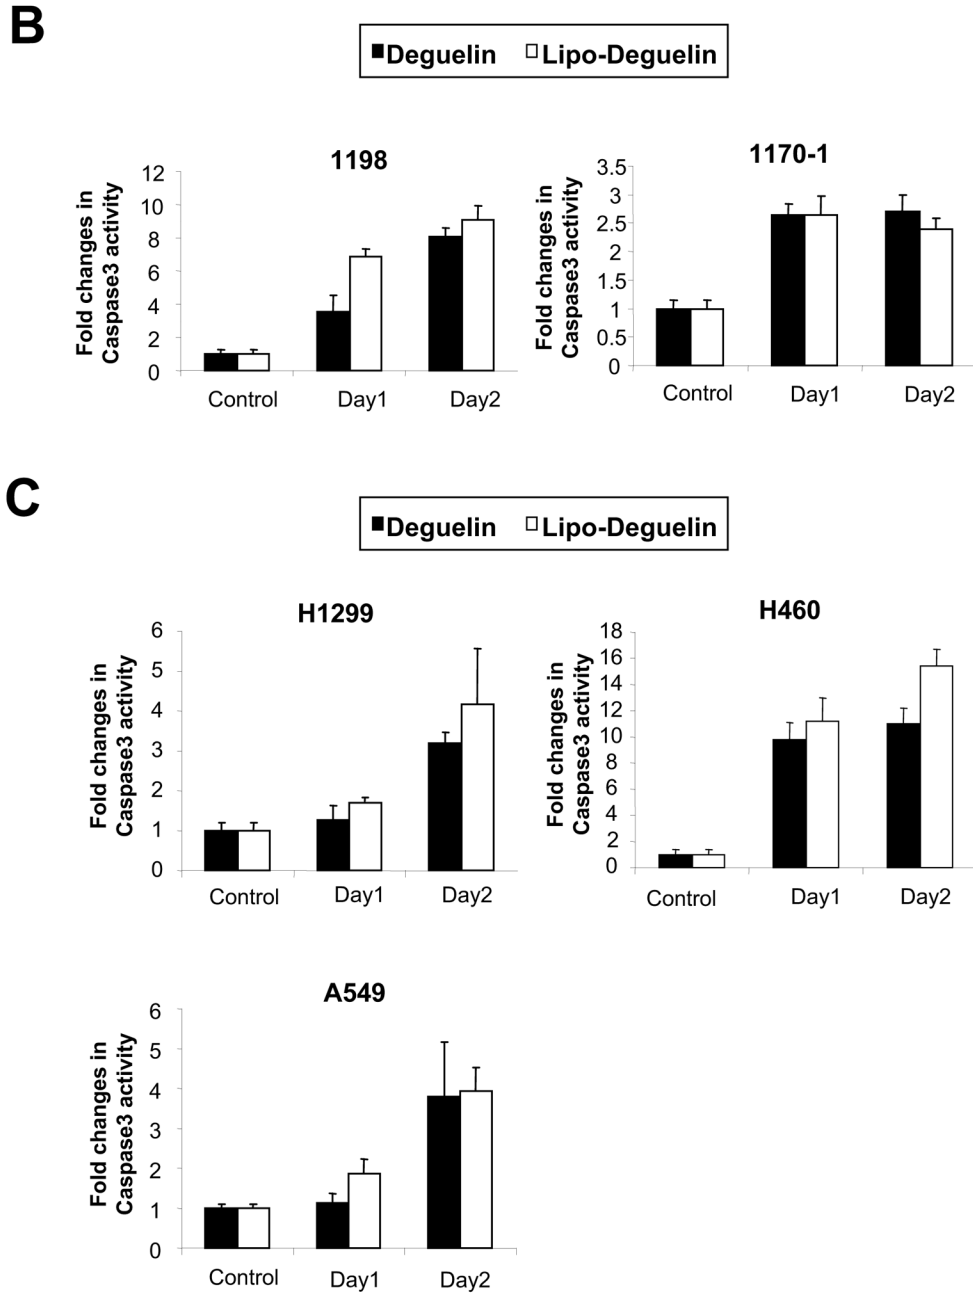 B
Deguelin Lipo-Deguelin
1198
Fold changes in
Caspase3 activity
12
10
8
6
4
2
0
Control Day1 Day2
1170-1
Fold changes in
Caspase3 activity
3.5
3
2.5
2
1.5
1
0.5
0
Control Day1 Day2
C
Deguelin Lipo-Deguelin
H1299
Fold changes in
Caspase3 activity
6
5
4
3
2
1
0
Control Day1 Day2
H460
Fold changes in
Caspase3 activity
18
16
14
12
10
8
6
4
2
0
Control Day1 Day2
A549
Fold changes in
Caspase3 activity
6
5
4
3
2
1
0
Control Day1 Day2